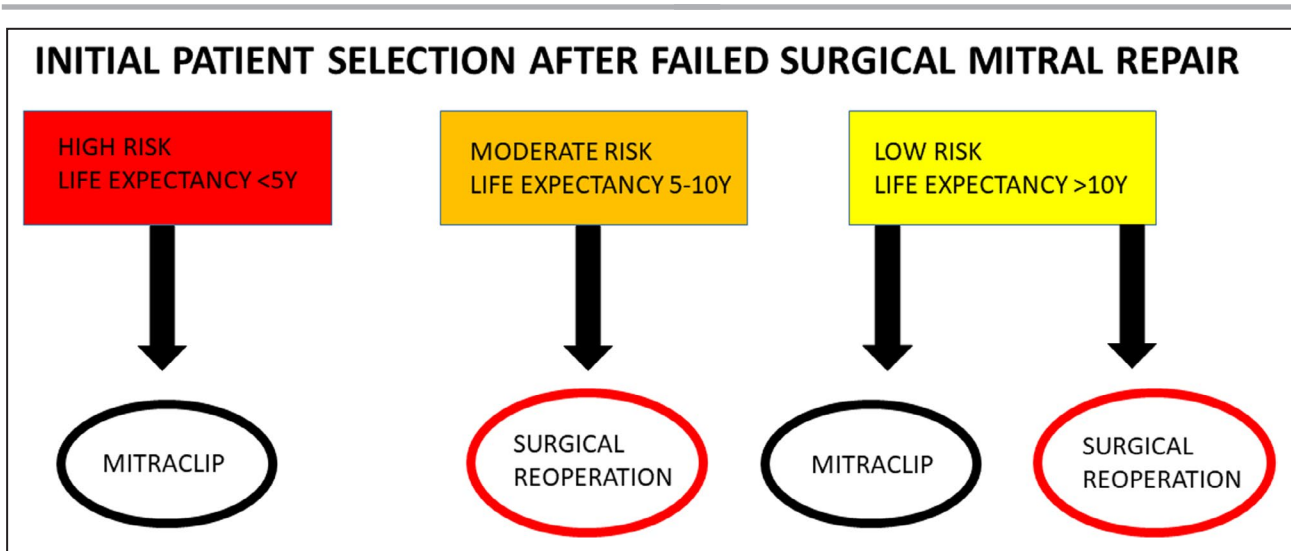 INITIAL PATIENT SELECTION AFTER FAILED SURGICAL MITRAL REPAIR
HIGH RISK
LIFE EXPECTANCY <5Y
MODERATE RISK
LIFE EXPECTANCY 5-10Y
LOW RISK
LIFE EXPECTANCY >10Y
MITRACLIP
SURGICAL
REOPERATION
MITRACLIP
SURGICAL
REOPERATION